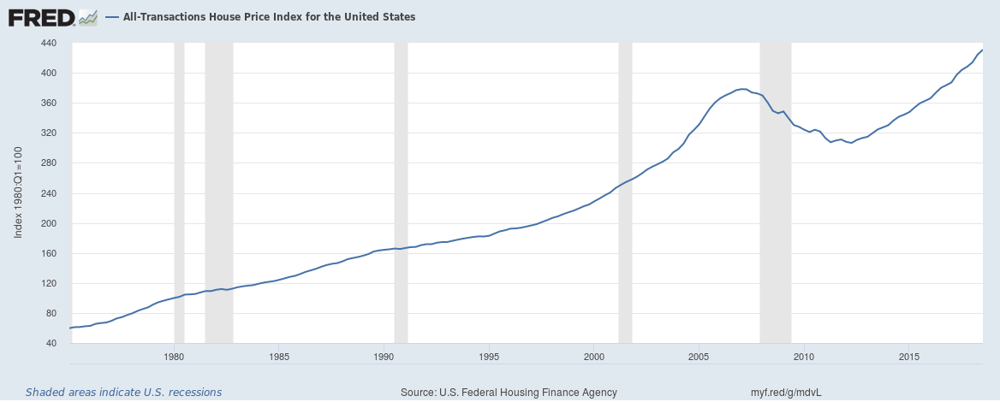 FRED
All-Transactions House Price Index for the United States
440
400
360
320
280
240
200
160
120
80
40
Index 1980:Q1=100
1980 1985 1990 1995 2000 2005 2010 2015
Shaded areas indicate U.S. recessions
Source: U.S. Federal Housing Finance Agency
myf.red/g/mdvL